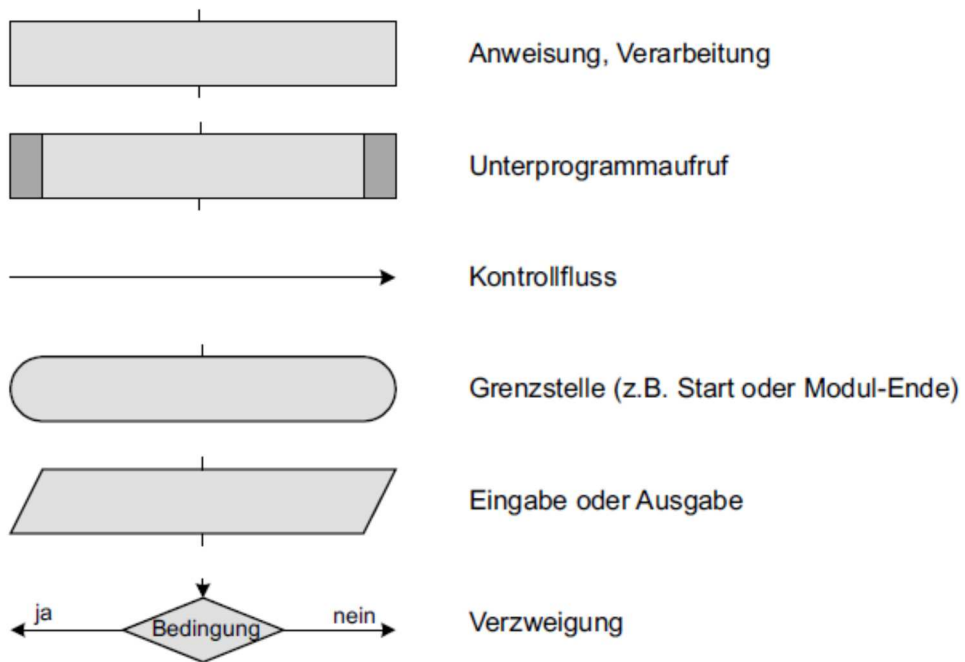 Anweisung, Verarbeitung
Unterprogrammaufruf
Kontrollfluss
Grenzstelle (z.B. Start oder Modul-Ende)
Eingabe oder Ausgabe
ja
Bedingung
nein
Verzweigung